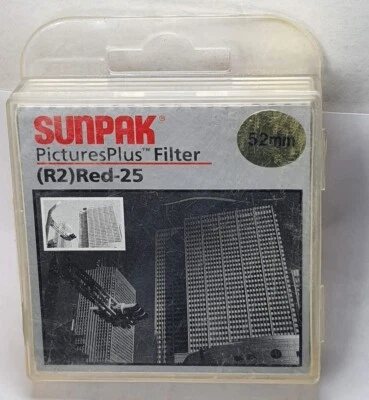 SUNPAK®
PicturesPlus™ Filter
(R2)Red-25
52mm